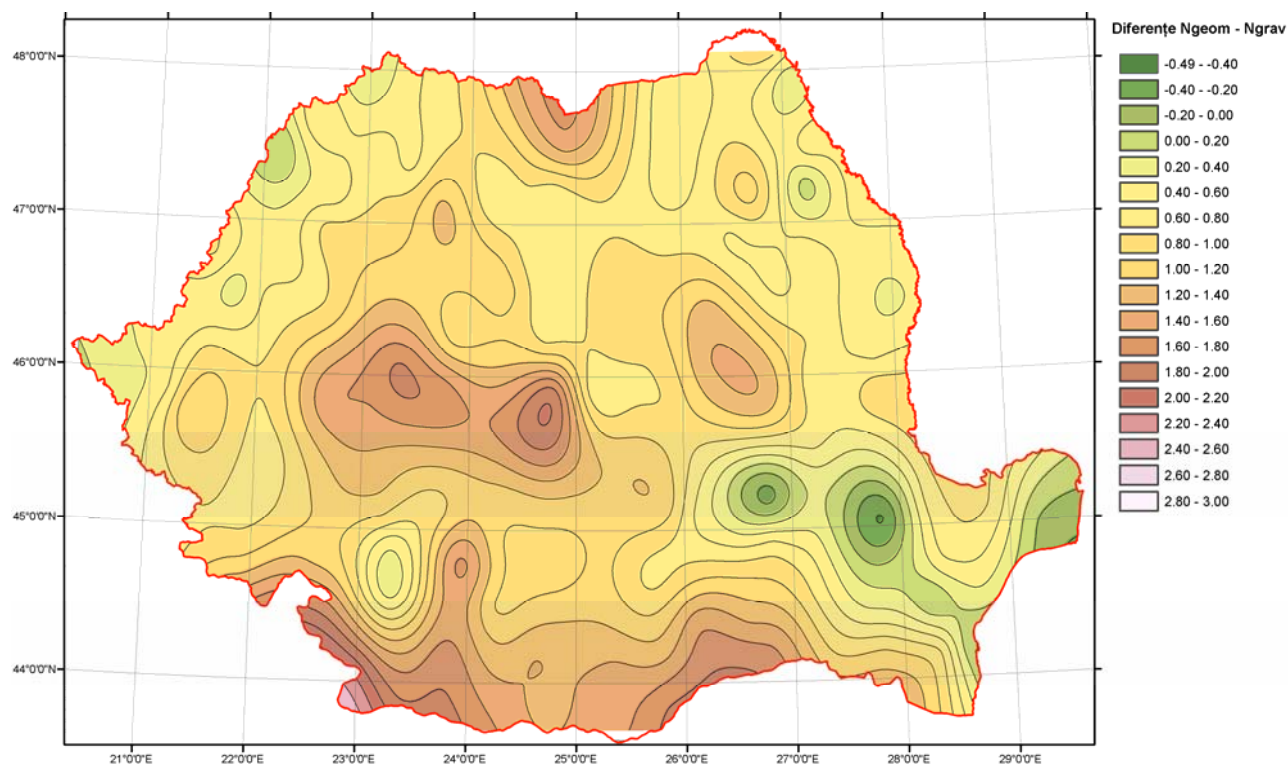 Diferențe Ngeom - Ngrav
-0.49 - -0.40
-0.40 - -0.20
-0.20 - 0.00
0.00 - 0.20
0.20 - 0.40
0.40 - 0.60
0.60 - 0.80
0.80 - 1.00
1.00 - 1.20
1.20 - 1.40
1.40 - 1.60
1.60 - 1.80
1.80 - 2.00
2.00 - 2.20
2.20 - 2.40
2.40 - 2.60
2.60 - 2.80
2.80 - 3.00
48°0'0"N
47°0'0"N
46°0'0"N
45°0'0"N
44°0'0"N
21°0'0"E
22°0'0"E
23°0'0"E
24°0'0"E
25°0'0"E
26°0'0"E
27°0'0"E
28°0'0"E
29°0'0"E